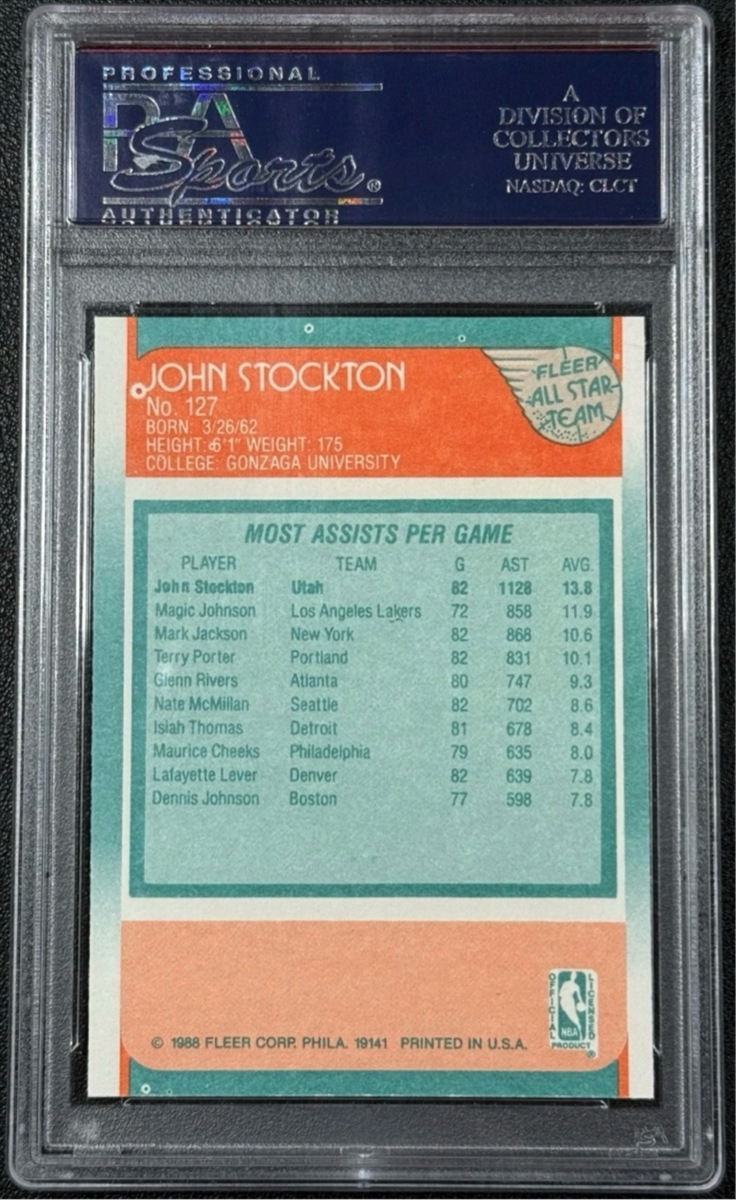 PROFESSIONAL
PSA
Sports®
AUTHENTICATOR
A
DIVISION OF
COLLECTORS
UNIVERSE
NASDAQ: CLCT
JOHN STOCKTON
No. 127
BORN: 3/26/62
HEIGHT: 6'1" WEIGHT: 175
COLLEGE: GONZAGA UNIVERSITY
FLEER
ALL STAR
TEAM
MOST ASSISTS PER GAME
PLAYER TEAM G AST AVG.
John Stockton Utah 82 1128 13.8
Magic Johnson Los Angeles Lakers 72 858 11.9
Mark Jackson New York 82 868 10.6
Terry Porter Portland 82 831 10.1
Glenn Rivers Atlanta 80 747 9.3
Nate McMillan Seattle 82 702 8.6
Isiah Thomas Detroit 81 678 8.4
Maurice Cheeks Philadelphia 79 635 8.0
Lafayette Lever Denver 82 639 7.8
Dennis Johnson Boston 77 598 7.8
OFFICIAL
LICENSED
NBA
PRODUCT
®
© 1988 FLEER CORP. PHILA. 19141 PRINTED IN U.S.A.
PSA